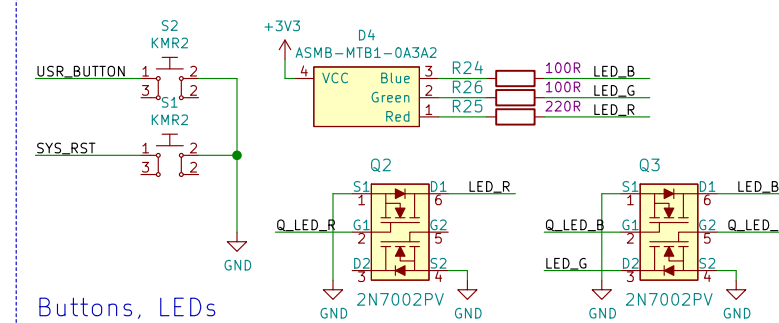 S2
KMR2
USR_BUTTON
1
2
3
2
S1
KMR2
SYS_RST
1
2
3
2
GND
+3V3
D4
ASMB-MTB1-0A3A2
4
VCC
Blue
3
R24
100R
LED_B
Green
2
R26
100R
LED_G
Red
1
R25
220R
LED_R
Q2
S1
D1
LED_R
1
6
Q_LED_R
G1
G2
2
5
D2
S2
3
4
GND
2N7002PV
GND
Q3
S1
D1
LED_B
1
6
Q_LED_B
G1
G2
Q_LED_
2
5
LED_G
D2
S2
3
4
GND
2N7002PV
GND
Buttons, LEDs